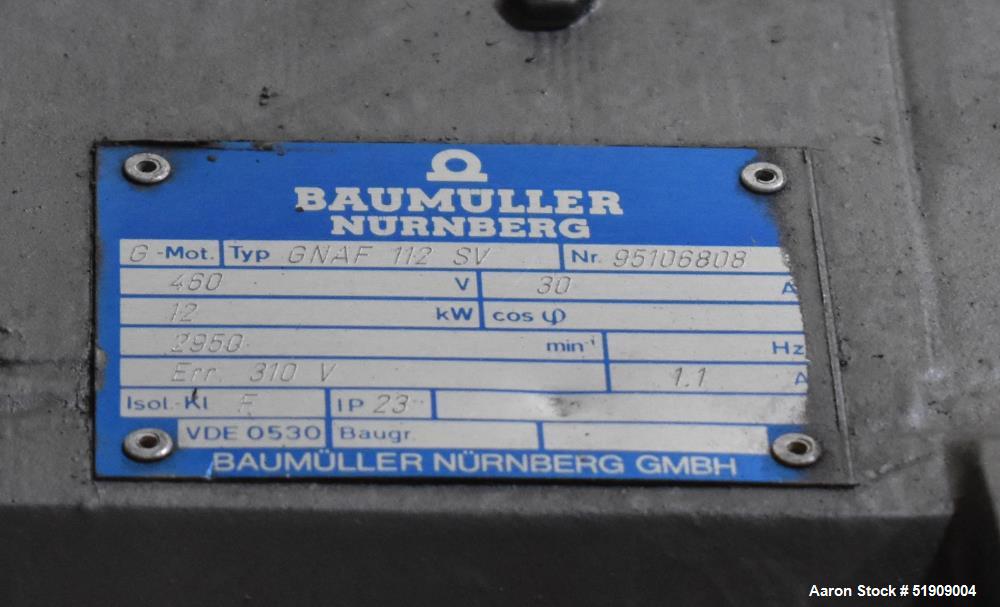 BAUMÜLLER
NÜRNBERG
G-Mot. Typ GNAF 112 SV Nr. 95106808
460 V 30 A
12 kW cos φ
2950 min⁻¹ Hz
Err. 310 V 1.1 A
Isol.-Kl F IP 23
VDE 0530 Baugr.
BAUMÜLLER NÜRNBERG GMBH
Aaron Stock # 51909004